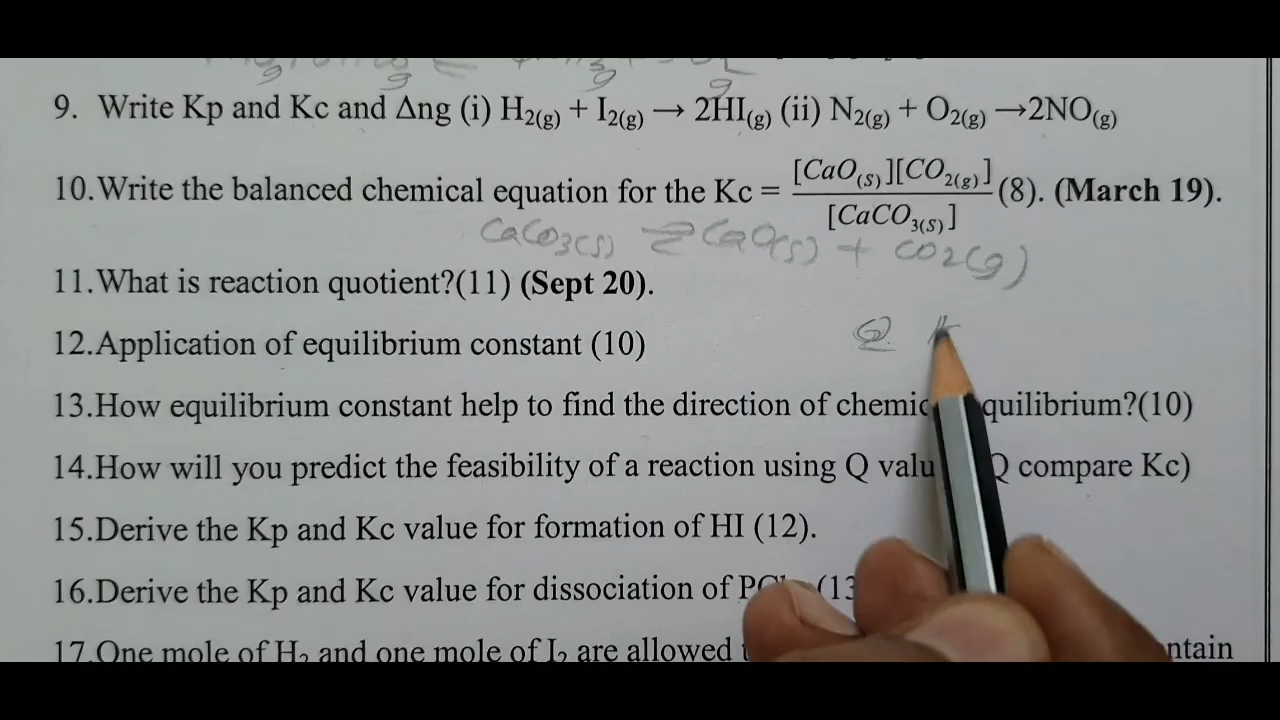 9. Write Kp and Kc and Δng (i) H2(g) + I2(g) → 2HI(g) (ii) N2(g) + O2(g) →2NO(g)
10.Write the balanced chemical equation for the Kc = [CaO(S)][CO2(g)] / [CaCO3(S)] (8). (March 19).
CaCO3(s) ⇌ CaO(s) + CO2(g)
11.What is reaction quotient?(11) (Sept 20).
12.Application of equilibrium constant (10)
Q
13.How equilibrium constant help to find the direction of quilibrium?(10)
14.How will you predict the feasibility of a reaction using Q Q compare Kc)
15.Derive the Kp and Kc value for formation of HI (12).
16.Derive the Kp and Kc value for dissociation of
17.One mole of H2 and one mole of I2 are allowed